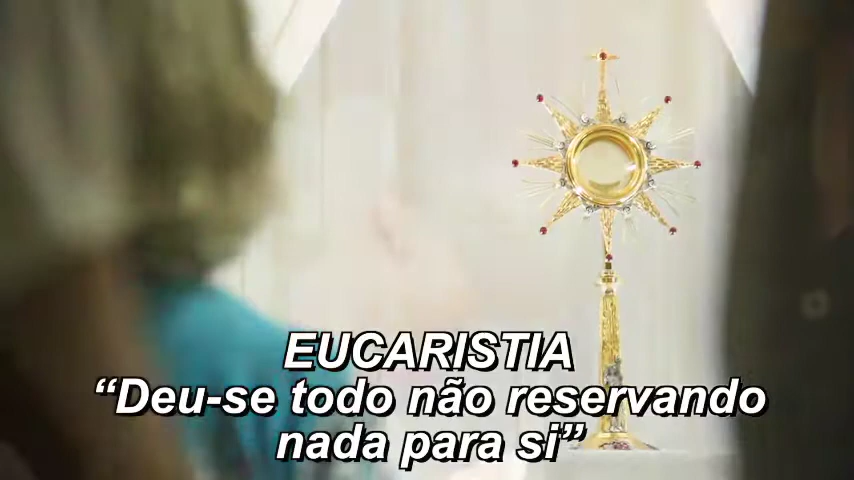 EUCARISTIA
“Deu-se todo não reservando
nada para si”